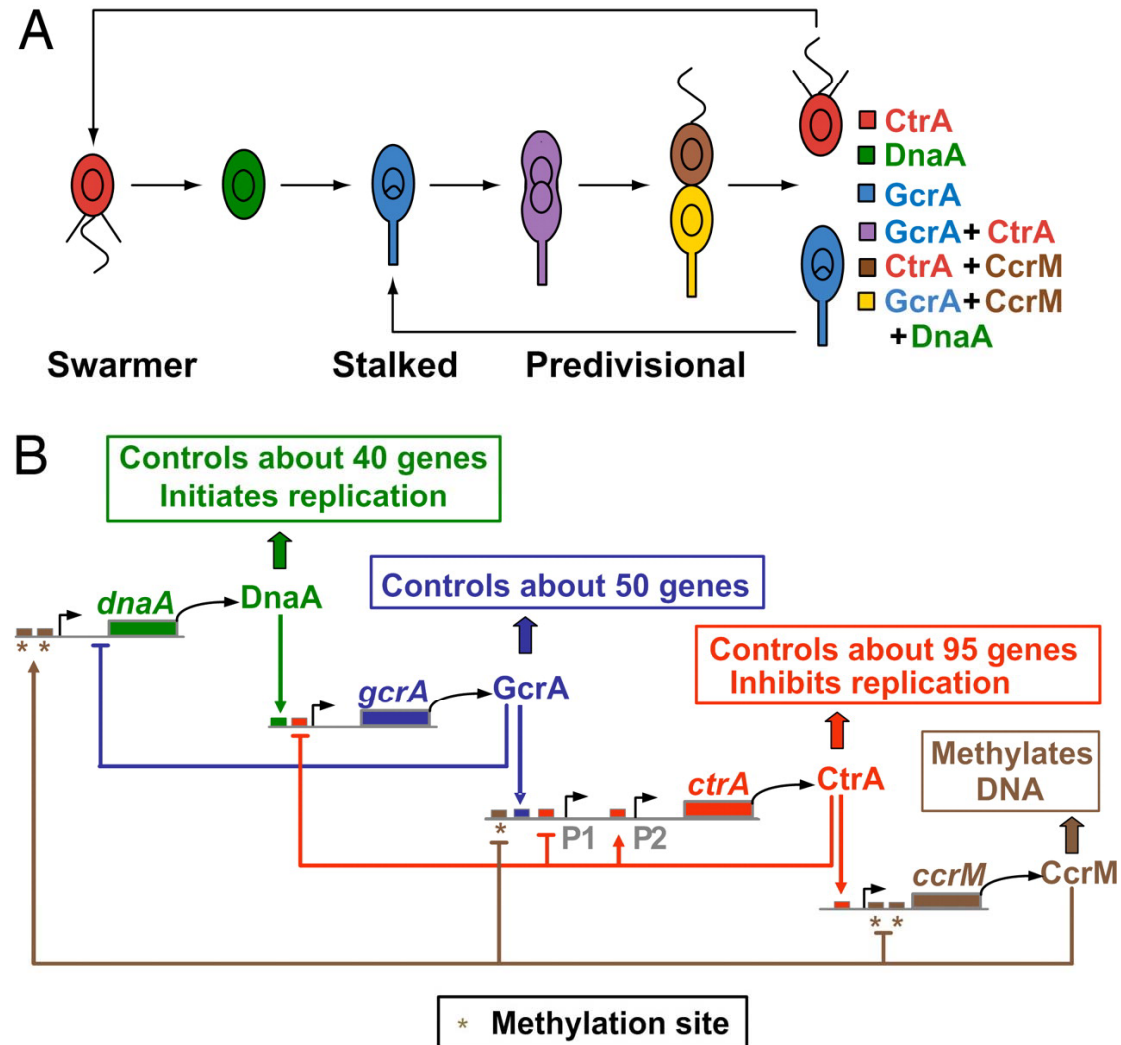 A
CtrA
DnaA
GcrA
GcrA+CtrA
CtrA+CcrM
GcrA+CcrM
+DnaA
Swarmer
Stalked
Predivisional
B
Controls about 40 genes
Initiates replication
dnaA
DnaA
Controls about 50 genes
* *
gcrA
GcrA
Controls about 95 genes
Inhibits replication
ctrA
CtrA
Methylates
DNA
*
P1
P2
ccrM
CcrM
* *
* Methylation site